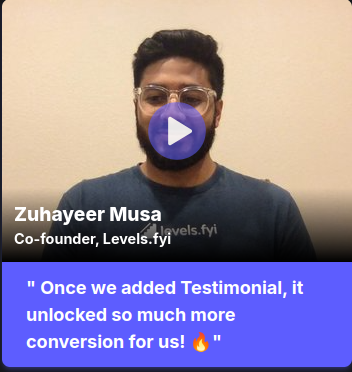 levels.fyi
Zuhayeer Musa
Co-founder, Levels.fyi
" Once we added Testimonial, it
unlocked so much more
conversion for us! 🔥"